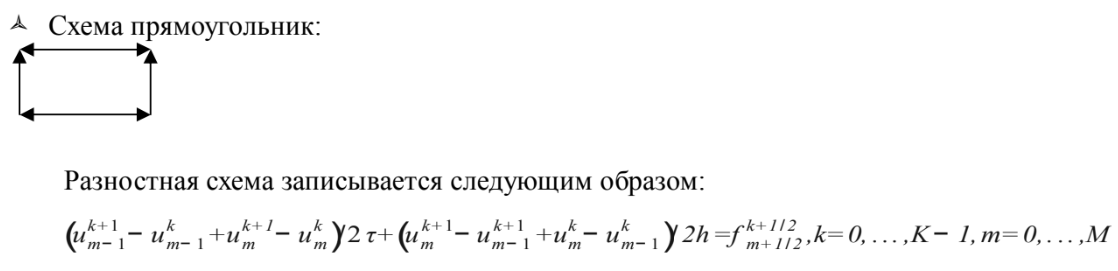 Схема прямоугольник:
Разностная схема записывается следующим образом:
(u_{m-1}^{k+1} - u_{m-1}^{k} + u_{m}^{k+1} - u_{m}^{k})/2τ + (u_{m}^{k+1} - u_{m-1}^{k+1} + u_{m}^{k} - u_{m-1}^{k})/2h = f_{m+1/2}^{k+1/2}, k=0,...,K-1, m=0,...,M